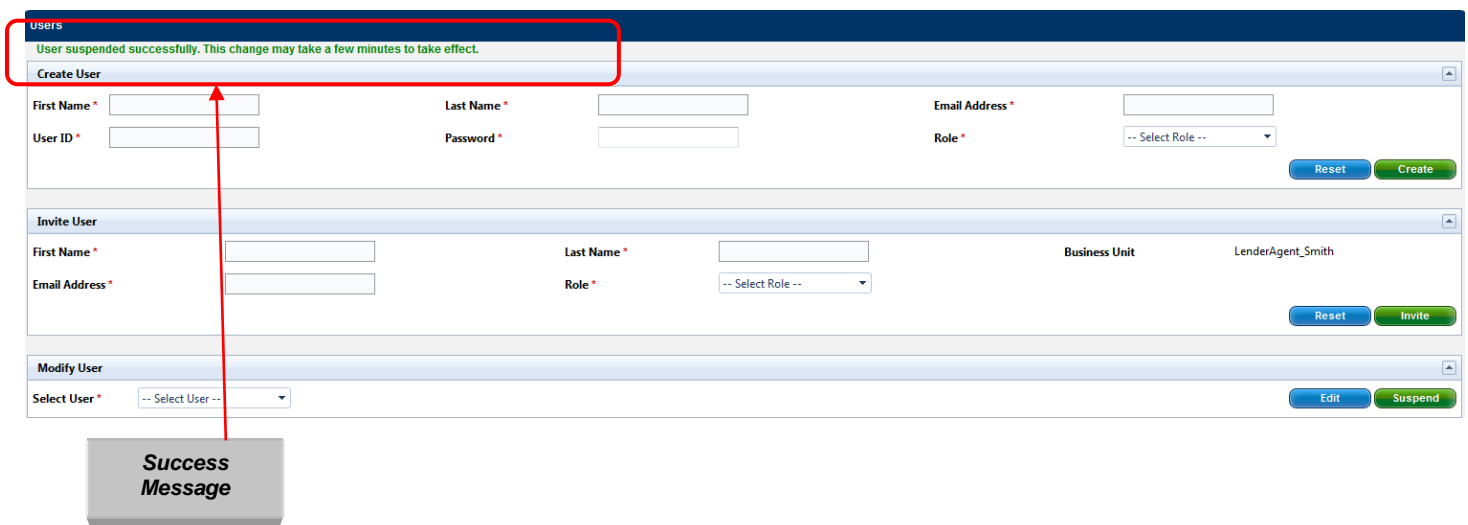 Users
User suspended successfully. This change may take a few minutes to take effect.
Create User
First Name * Last Name * Email Address *
User ID * Password * Role * -- Select Role --
Reset Create
Invite User
First Name * Last Name * Business Unit LenderAgent_Smith
Email Address * Role * -- Select Role --
Reset Invite
Modify User
Select User * -- Select User -- Edit Suspend
Success
Message